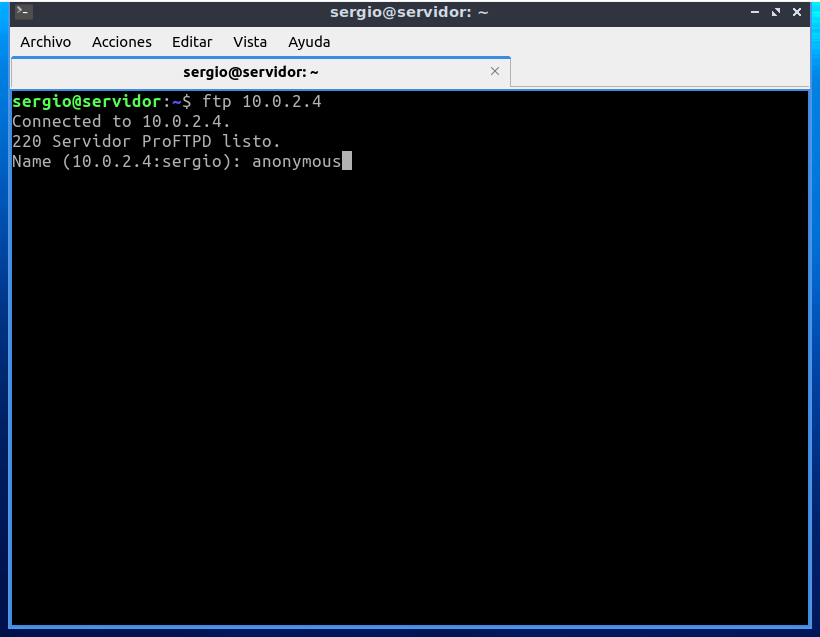 sergio@servidor: ~
Archivo Acciones Editar Vista Ayuda
sergio@servidor: ~
sergio@servidor:~$ ftp 10.0.2.4
Connected to 10.0.2.4.
220 Servidor ProFTPD listo.
Name (10.0.2.4:sergio): anonymous